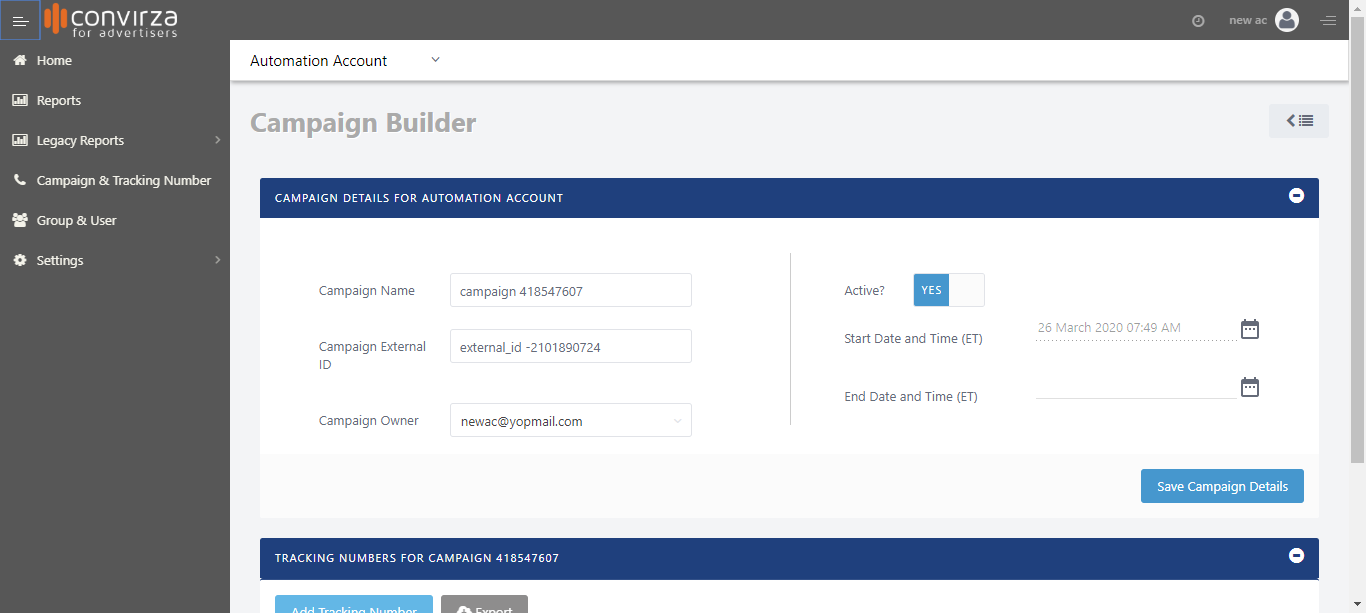 convirza
for advertisers
new ac
Home
Reports
Legacy Reports
Campaign & Tracking Number
Group & User
Settings
Automation Account
Campaign Builder
CAMPAIGN DETAILS FOR AUTOMATION ACCOUNT
Campaign Name
campaign 418547607
Campaign External
ID
external_id -2101890724
Campaign Owner
newac@yopmail.com
Active?
YES
Start Date and Time (ET)
26 March 2020 07:49 AM
End Date and Time (ET)
Save Campaign Details
TRACKING NUMBERS FOR CAMPAIGN 418547607
Add Tracking Number
Export